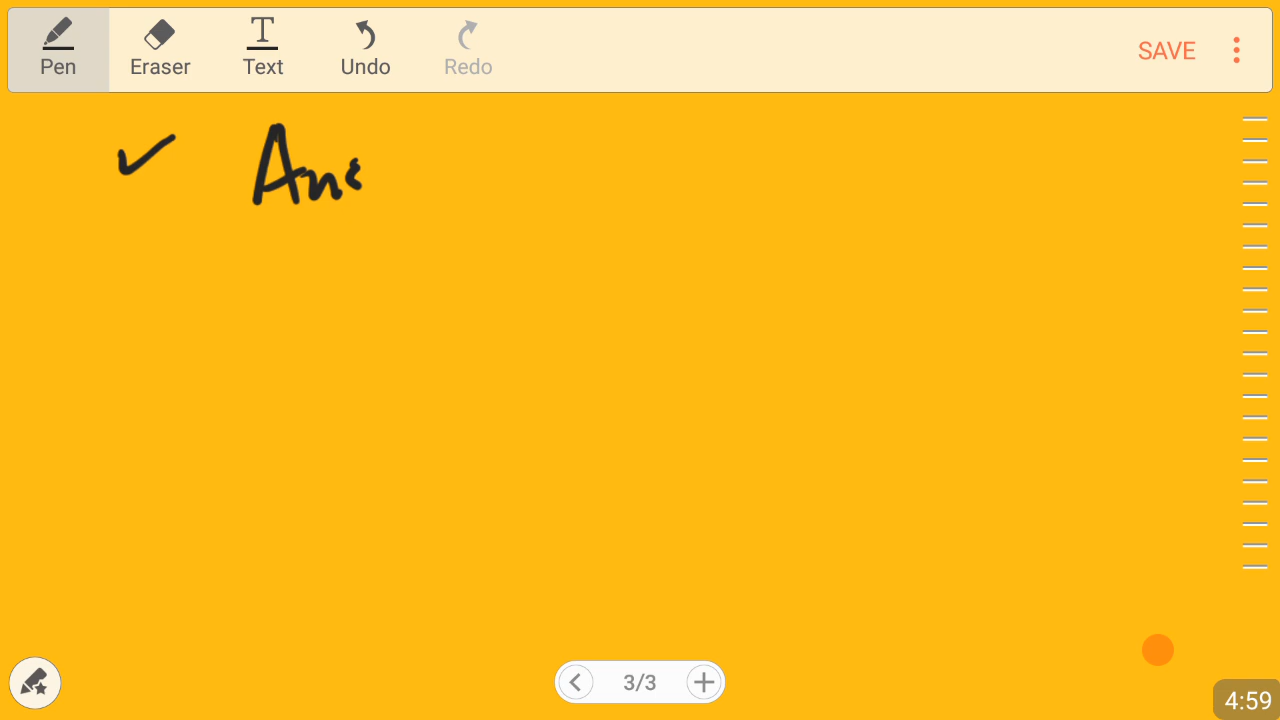 Pen Eraser Text Undo Redo SAVE
✓ An
3/3
4:59